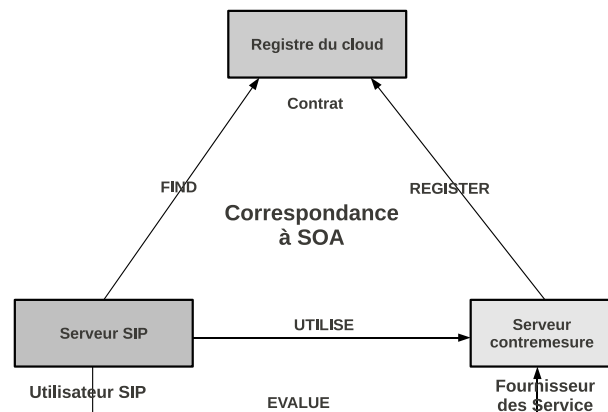 Registre du cloud
Contrat
FIND
REGISTER
Correspondance
à SOA
Serveur SIP
UTILISE
Serveur
contremesure
Utilisateur SIP
Fournisseur
des Service
EVALUE